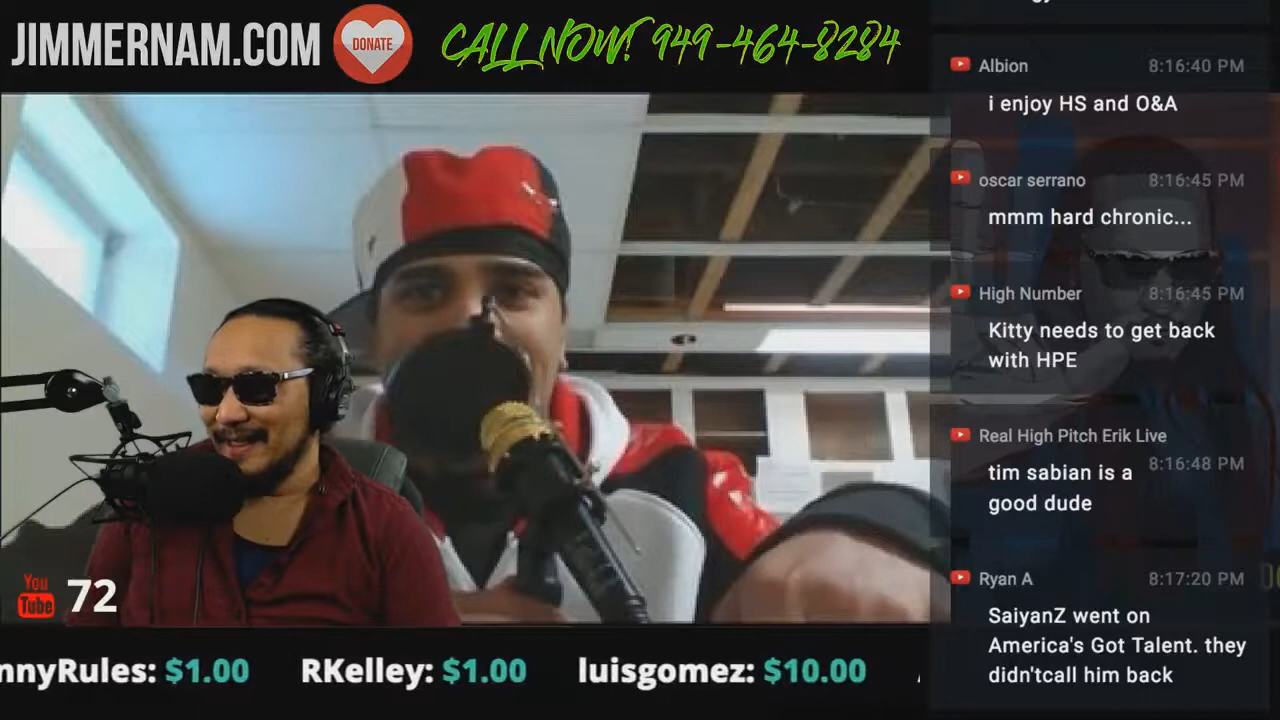 JIMMERNAM.COM
DONATE
CALL NOW! 949-464-8284
Albion 8:16:40 PM
i enjoy HS and O&A
oscar serrano 8:16:45 PM
mmm hard chronic...
High Number 8:16:45 PM
Kitty needs to get back
with HPE
Real High Pitch Erik Live
8:16:48 PM
tim sabian is a
good dude
Ryan A 8:17:20 PM
SaiyanZ went on
America's Got Talent. they
didn'tcall him back
You
Tube
72
nnyRules: $1.00 RKelley: $1.00 luisgomez: $10.00